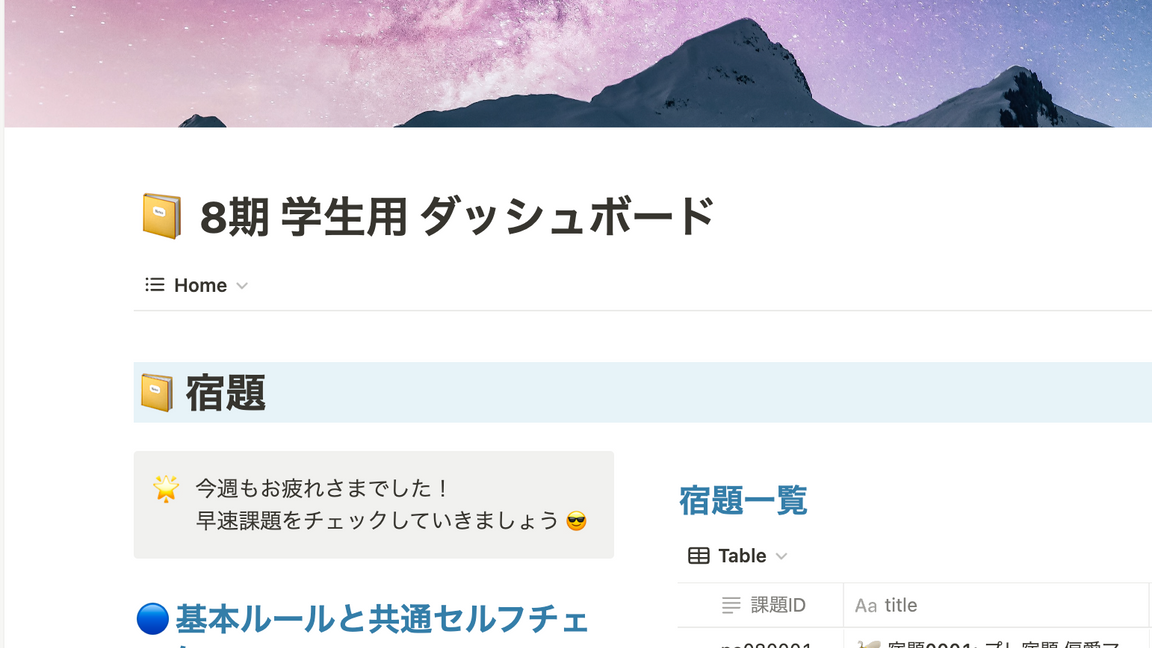 8期 学生用 ダッシュボード
Home
宿題
今週もお疲れさまでした！
早速課題をチェックしていきましょう
基本ルールと共通セルフチェ
宿題一覧
Table
課題ID
Aa title